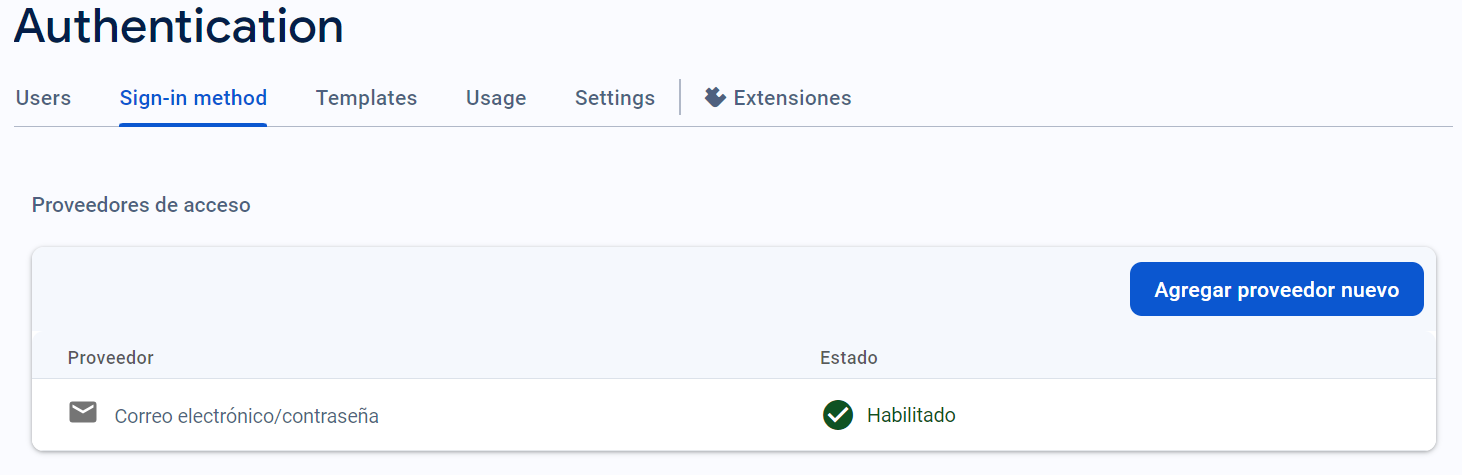 Authentication
Users Sign-in method Templates Usage Settings Extensiones
Proveedores de acceso
Agregar proveedor nuevo
Proveedor Estado
Correo electrónico/contraseña Habilitado